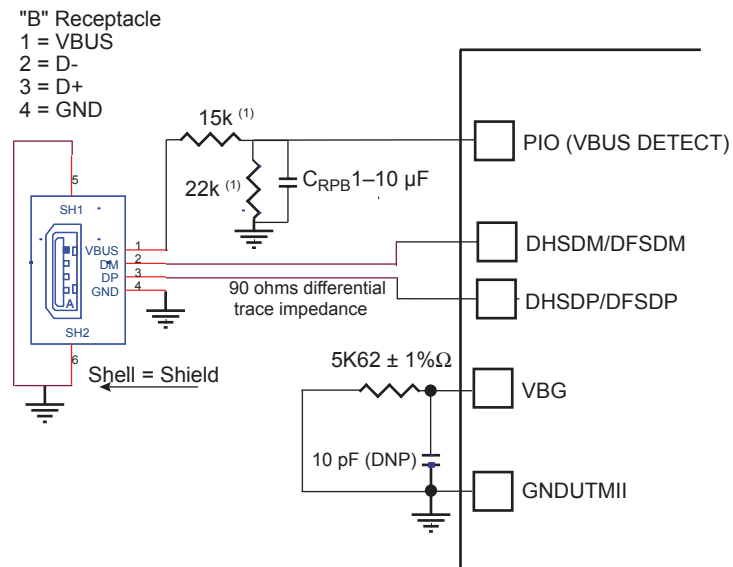 "B" Receptacle
1 = VBUS
2 = D-
3 = D+
4 = GND
15k (1)
22k (1)
CRPB 1–10 µF
PIO (VBUS DETECT)
5
SH1
VBUS 1
DM 2
DP 3
GND 4
A
SH2
6
DHSDM/DFSDM
90 ohms differential
trace impedance
DHSDP/DFSDP
Shell = Shield
5K62 ± 1%Ω
VBG
10 pF (DNP)
GNDUTMII